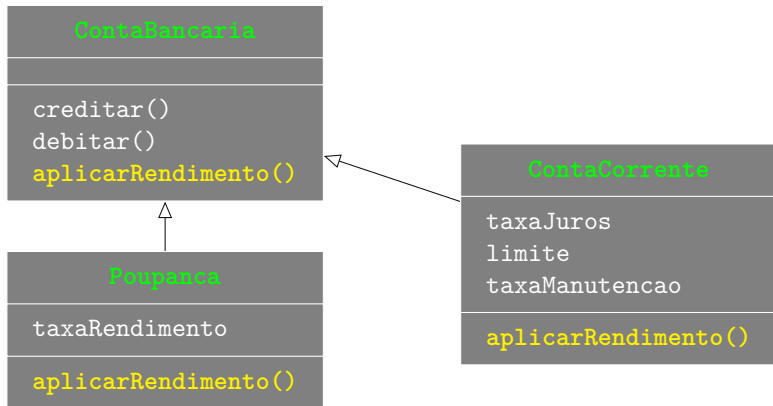 ContaBancaria
creditar()
debitar()
aplicarRendimento()
Poupanca
taxaRendimento
aplicarRendimento()
ContaCorrente
taxaJuros
limite
taxaManutencao
aplicarRendimento()